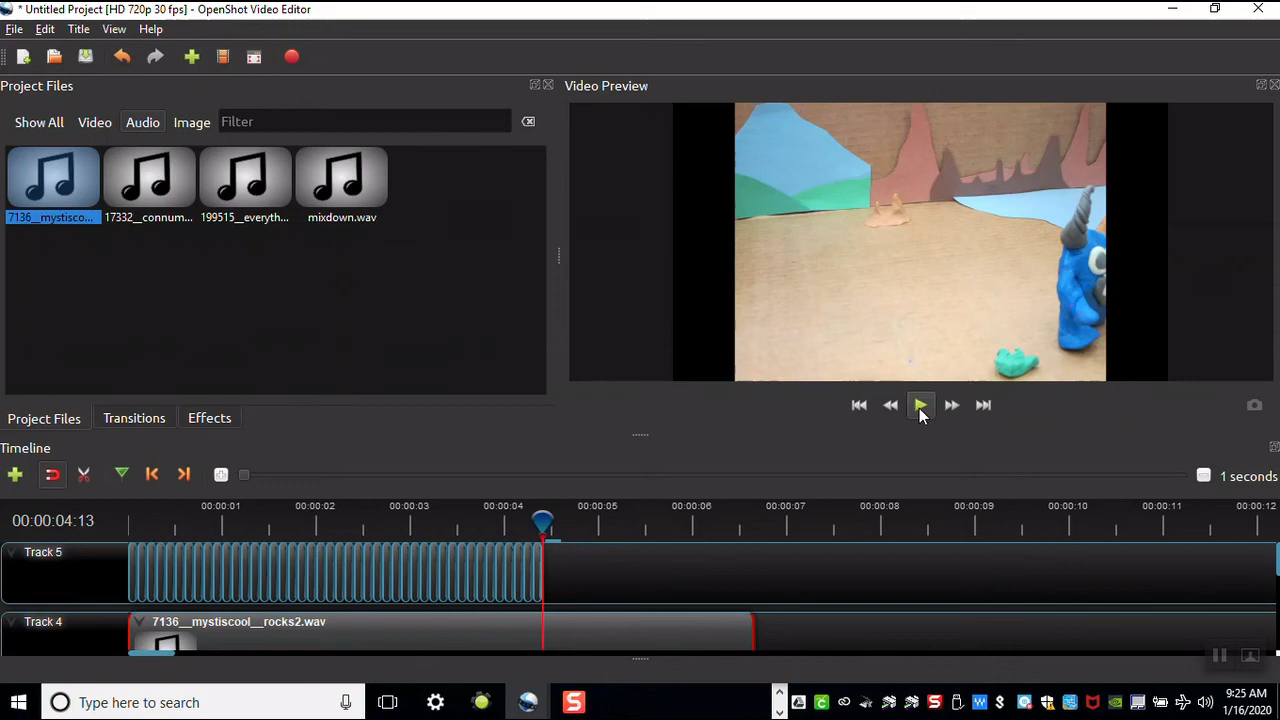 * Untitled Project [HD 720p 30 fps] - OpenShot Video Editor
File Edit Title View Help
Project Files
Video Preview
Show All Video Audio Image Filter
7136__mystisco... 17332__connum... 199515__everyth... mixdown.wav
Project Files Transitions Effects
Timeline
1 seconds
00:00:04:13
00:00:01 00:00:02 00:00:03 00:00:04 00:00:05 00:00:06 00:00:07 00:00:08 00:00:09 00:00:10 00:00:11 00:00:12
Track 5
Track 4
7136__mystiscool__rocks2.wav
Type here to search
9:25 AM
1/16/2020